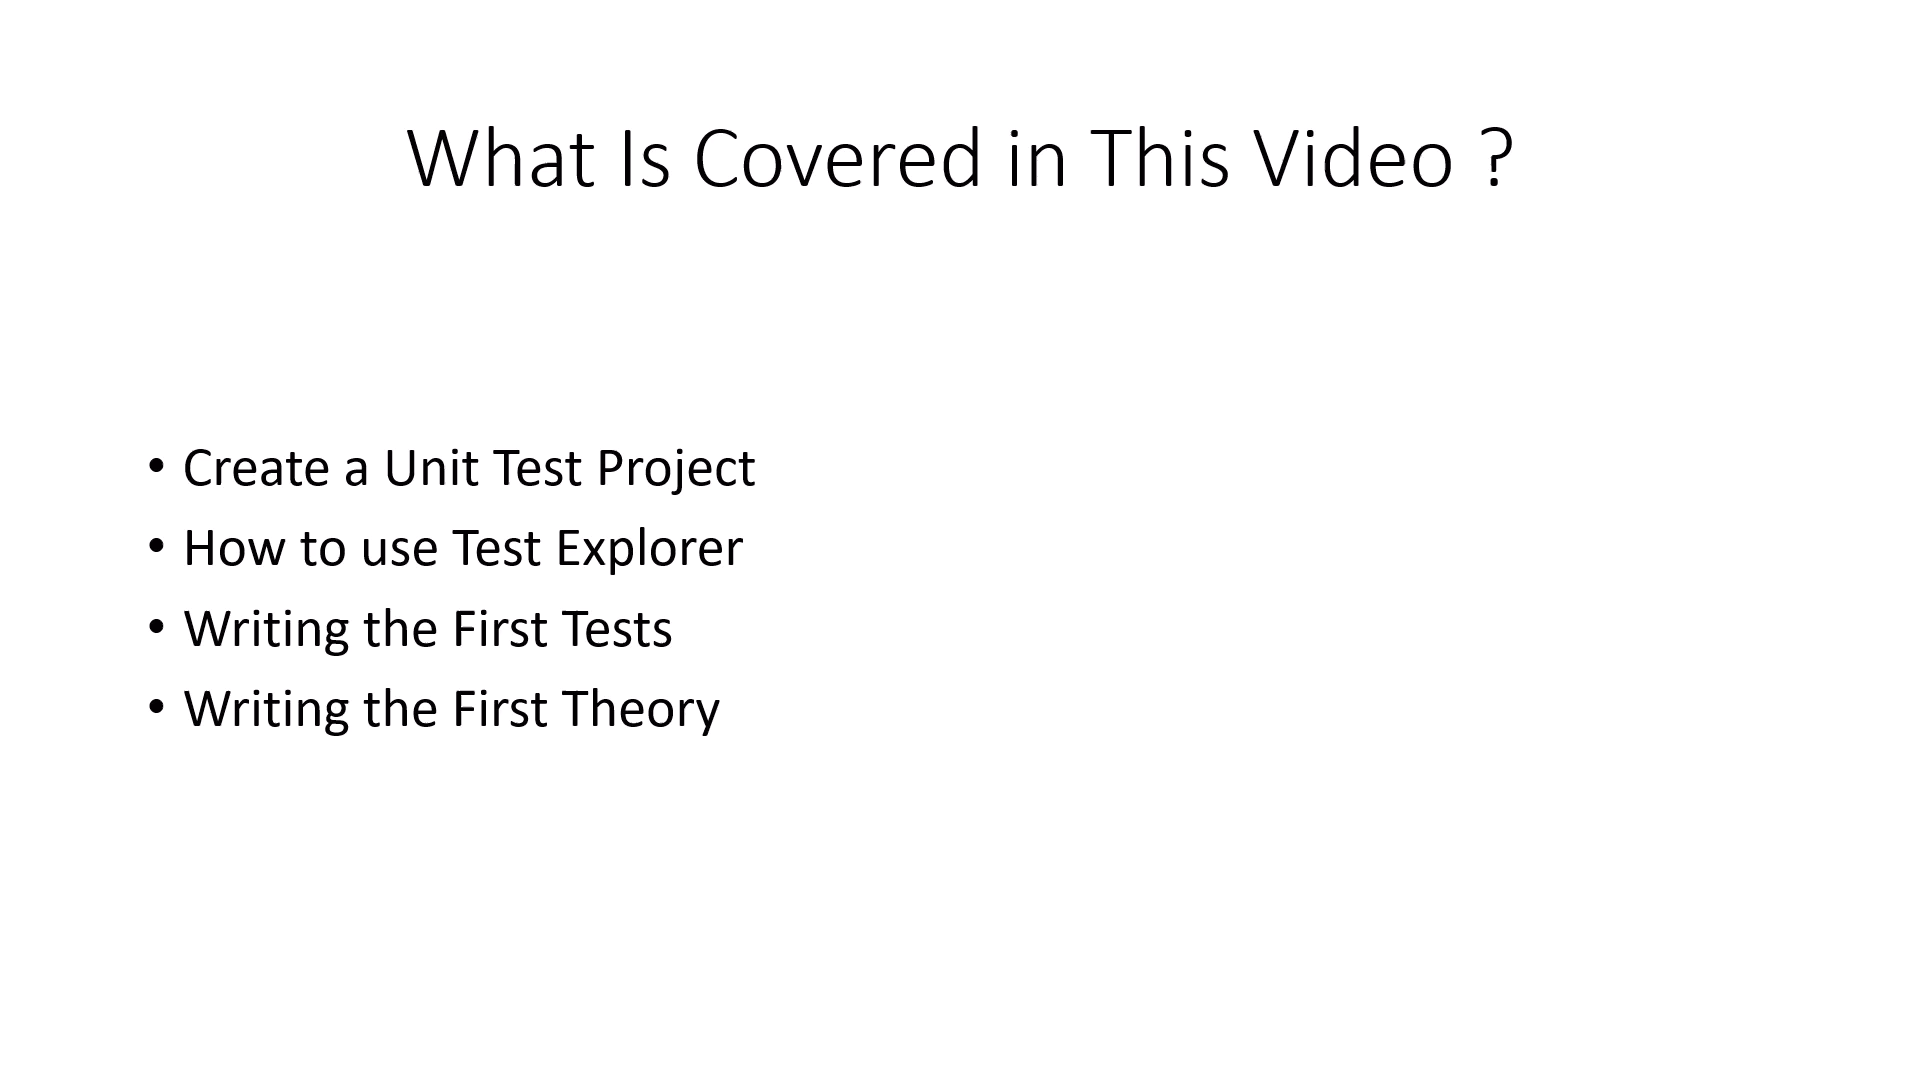 What Is Covered in This Video ?
• Create a Unit Test Project
• How to use Test Explorer
• Writing the First Tests
• Writing the First Theory